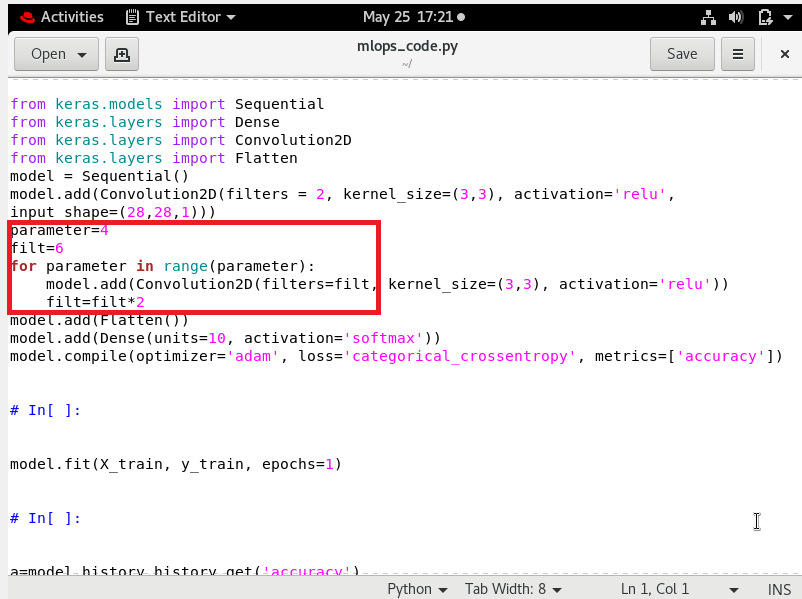 Activities Text Editor May 25 17:21
Open mlops_code.py Save
~/
from keras.models import Sequential
from keras.layers import Dense
from keras.layers import Convolution2D
from keras.layers import Flatten
model = Sequential()
model.add(Convolution2D(filters = 2, kernel_size=(3,3), activation='relu',
input_shape=(28,28,1)))
parameter=4
filt=6
for parameter in range(parameter):
    model.add(Convolution2D(filters=filt, kernel_size=(3,3), activation='relu'))
    filt=filt*2
model.add(Flatten())
model.add(Dense(units=10, activation='softmax'))
model.compile(optimizer='adam', loss='categorical_crossentropy', metrics=['accuracy'])
# In[ ]:
model.fit(X_train, y_train, epochs=1)
# In[ ]:
a=model.history.history.get('accuracy')
Python Tab Width: 8 Ln 1, Col 1 INS